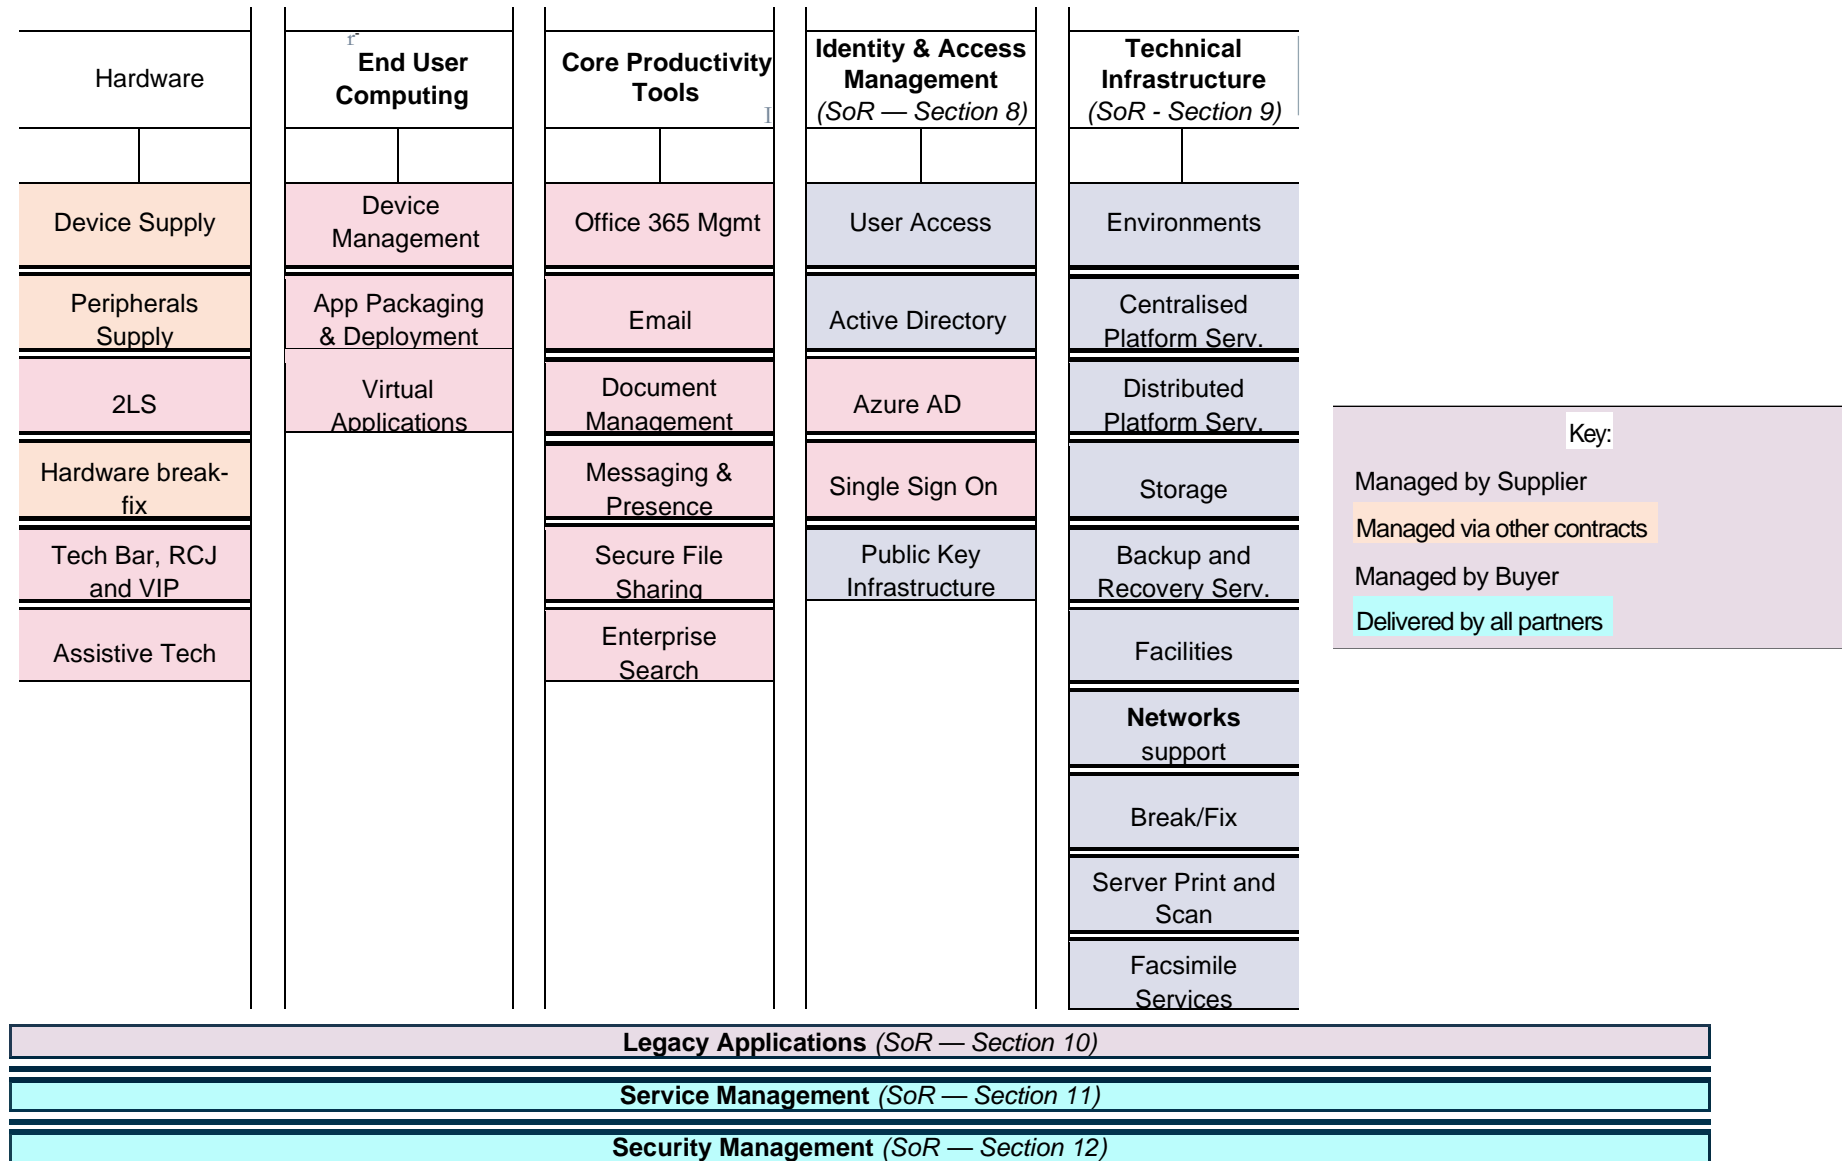 Hardware
r
End User
Computing
Core Productivity
Tools
I
Identity & Access
Management
(SoR — Section 8)
Technical
Infrastructure
(SoR - Section 9)
Device Supply
Peripherals
Supply
2LS
Hardware break-
fix
Tech Bar, RCJ
and VIP
Assistive Tech
Device
Management
App Packaging
& Deployment
Virtual
Applications
Office 365 Mgmt
Email
Document
Management
Messaging &
Presence
Secure File
Sharing
Enterprise
Search
User Access
Active Directory
Azure AD
Single Sign On
Public Key
Infrastructure
Environments
Centralised
Platform Serv.
Distributed
Platform Serv.
Storage
Backup and
Recovery Serv.
Facilities
Networks
support
Break/Fix
Server Print and
Scan
Facsimile
Services
Key:
Managed by Supplier
Managed via other contracts
Managed by Buyer
Delivered by all partners
Legacy Applications (SoR — Section 10)
Service Management (SoR — Section 11)
Security Management (SoR — Section 12)